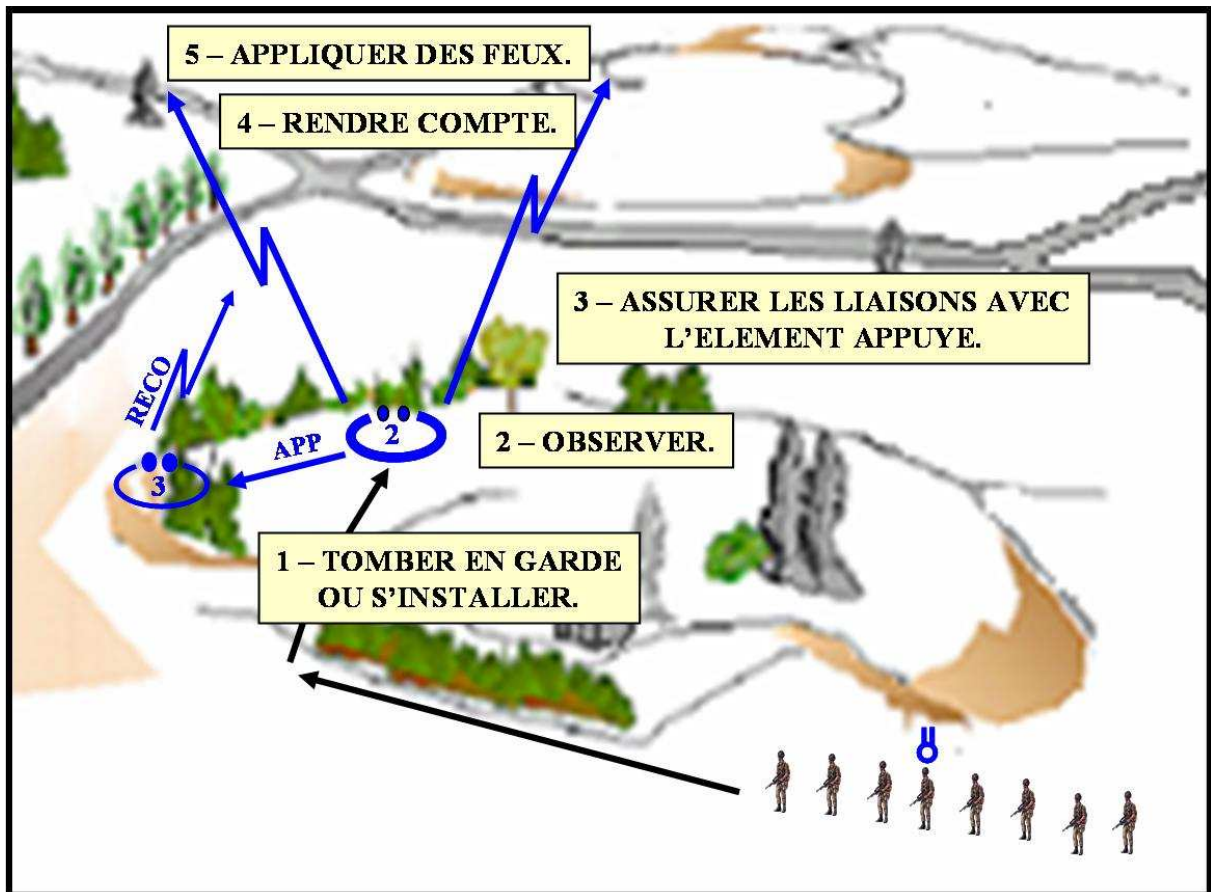 5 – APPLIQUER DES FEUX.
4 – RENDRE COMPTE.
3 – ASSURER LES LIAISONS AVEC
L'ELEMENT APPUYE.
RECO
APP
2
2 – OBSERVER.
3
1 – TOMBER EN GARDE
OU S'INSTALLER.